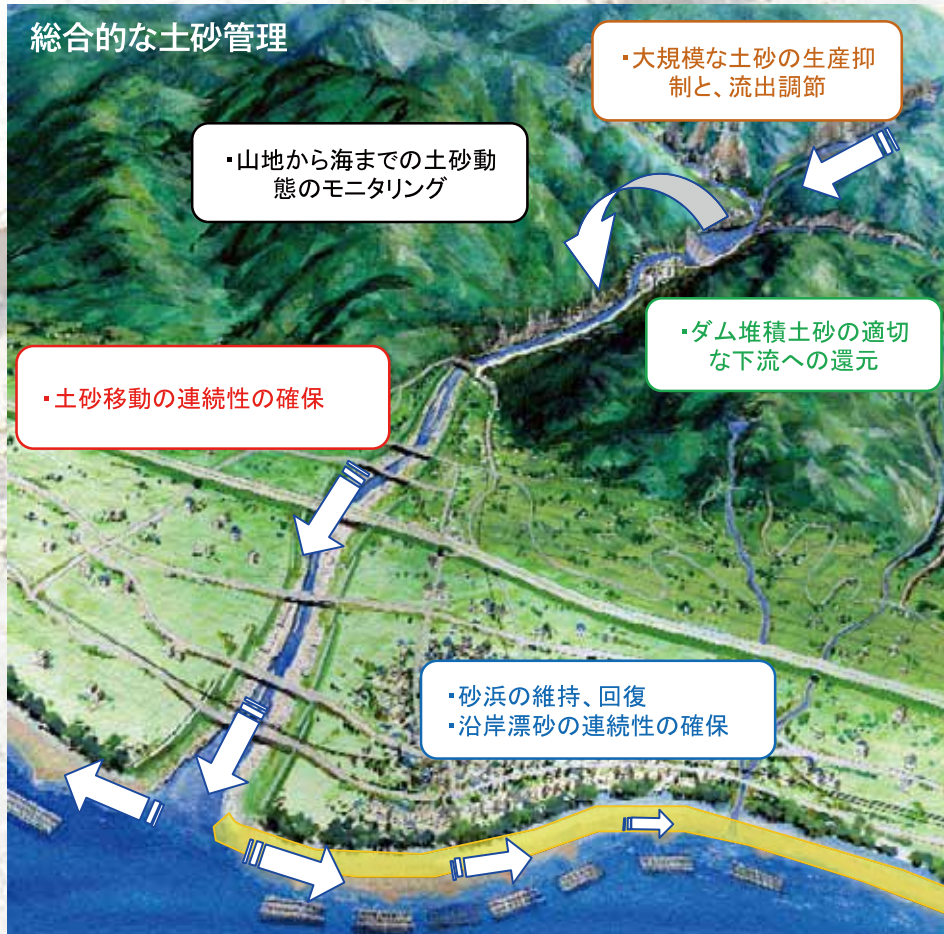 総合的な土砂管理
・大規模な土砂の生産抑
制と、流出調節
・山地から海までの土砂動
態のモニタリング
・ダム堆積土砂の適切
な下流への還元
・土砂移動の連続性の確保
・砂浜の維持、回復
・沿岸漂砂の連続性の確保